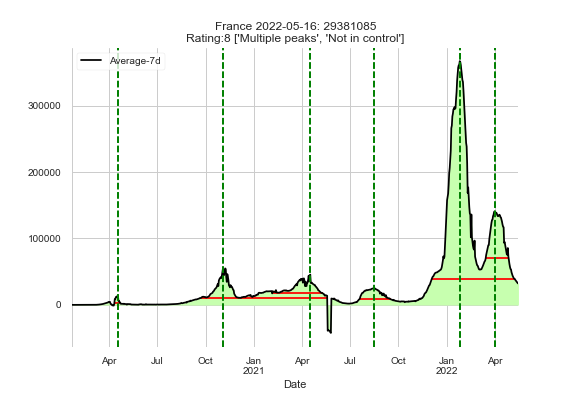 France 2022-05-16: 29381085
Rating:8 ['Multiple peaks', 'Not in control']
Average-7d
300000
200000
100000
0
Apr
Jul
Oct
Jan
2021
Apr
Jul
Oct
Jan
2022
Apr
Date